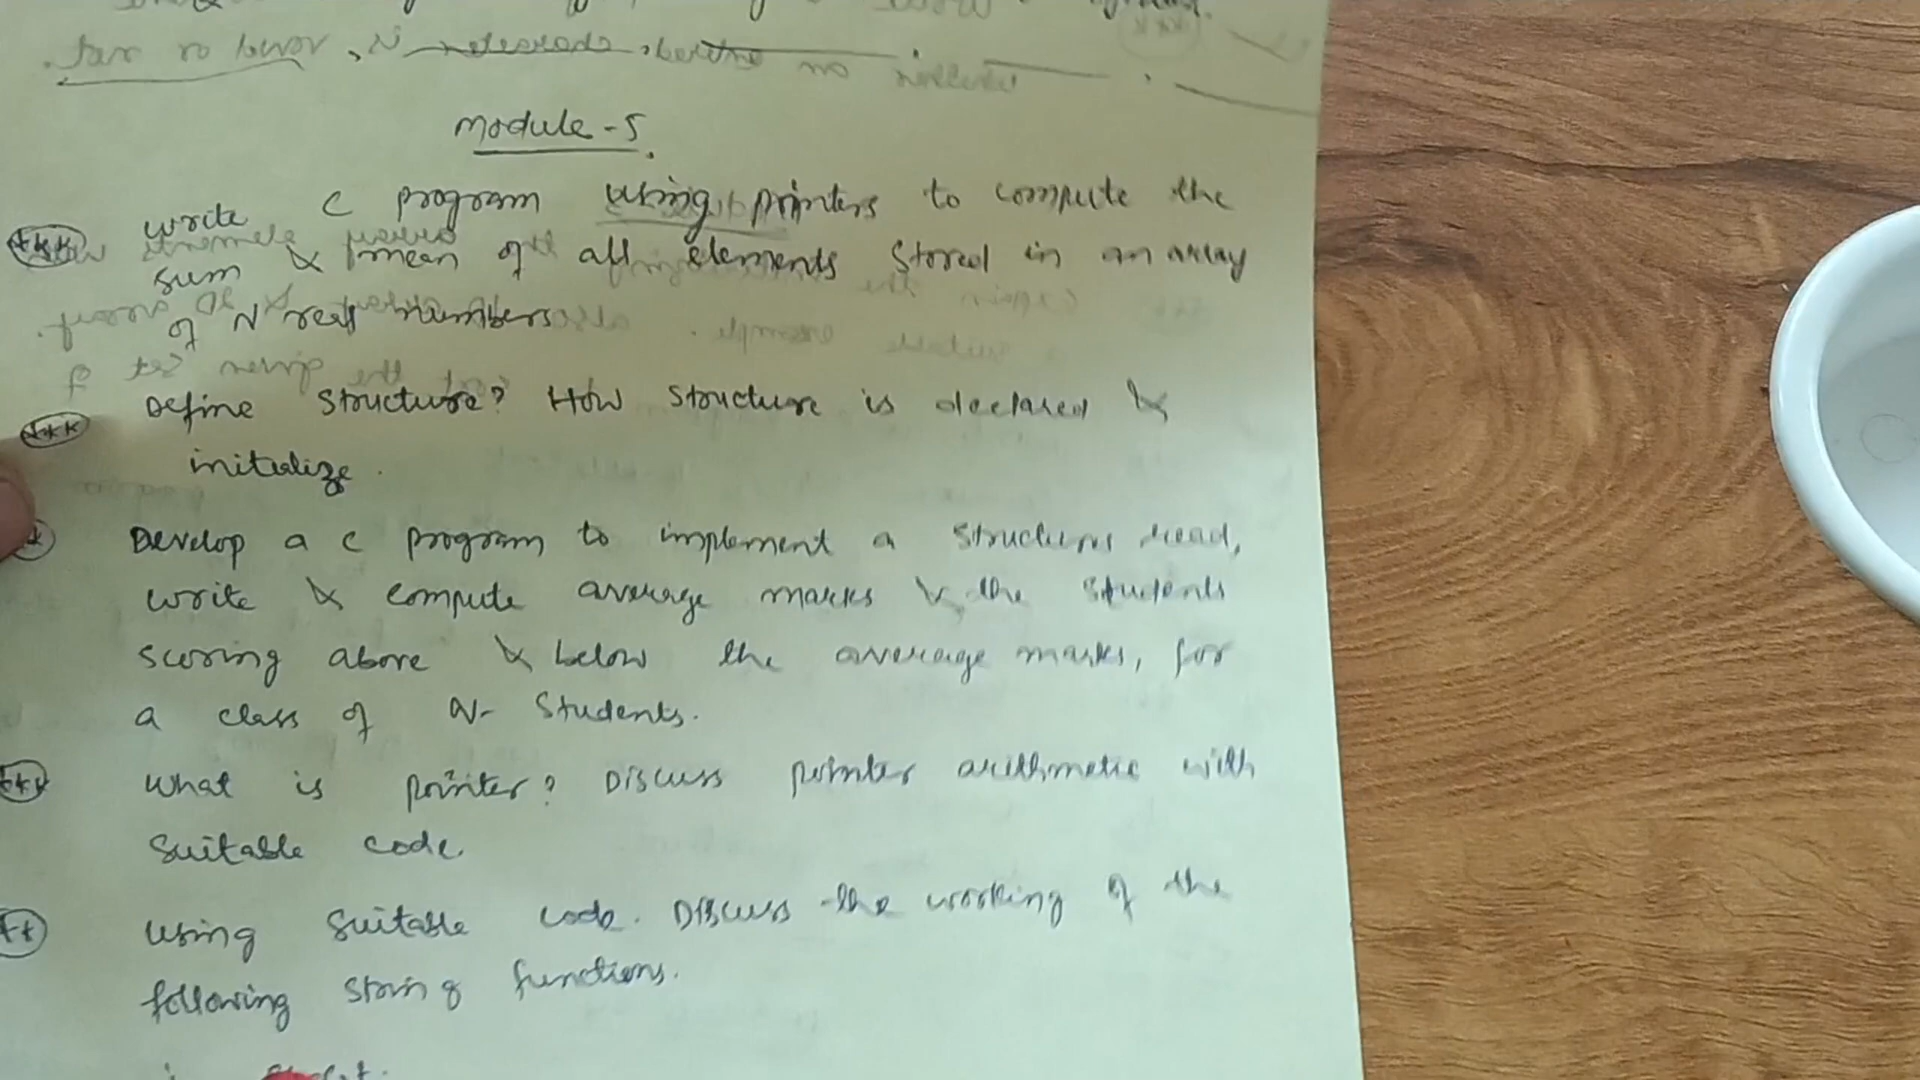 Module - 5
*** write C program using pointers to compute the
sum & mean of all elements stored in an array
of N real numbers
*** Define structure? How structure is declared &
initialize.
* Develop a C program to implement a structures read,
write & compute average marks & the students
scoring above & below the average marks, for
a class of N- Students.
*** What is pointer? Discuss pointer arithmetic with
suitable code.
** Using suitable code. Discuss the working of the
following string functions.